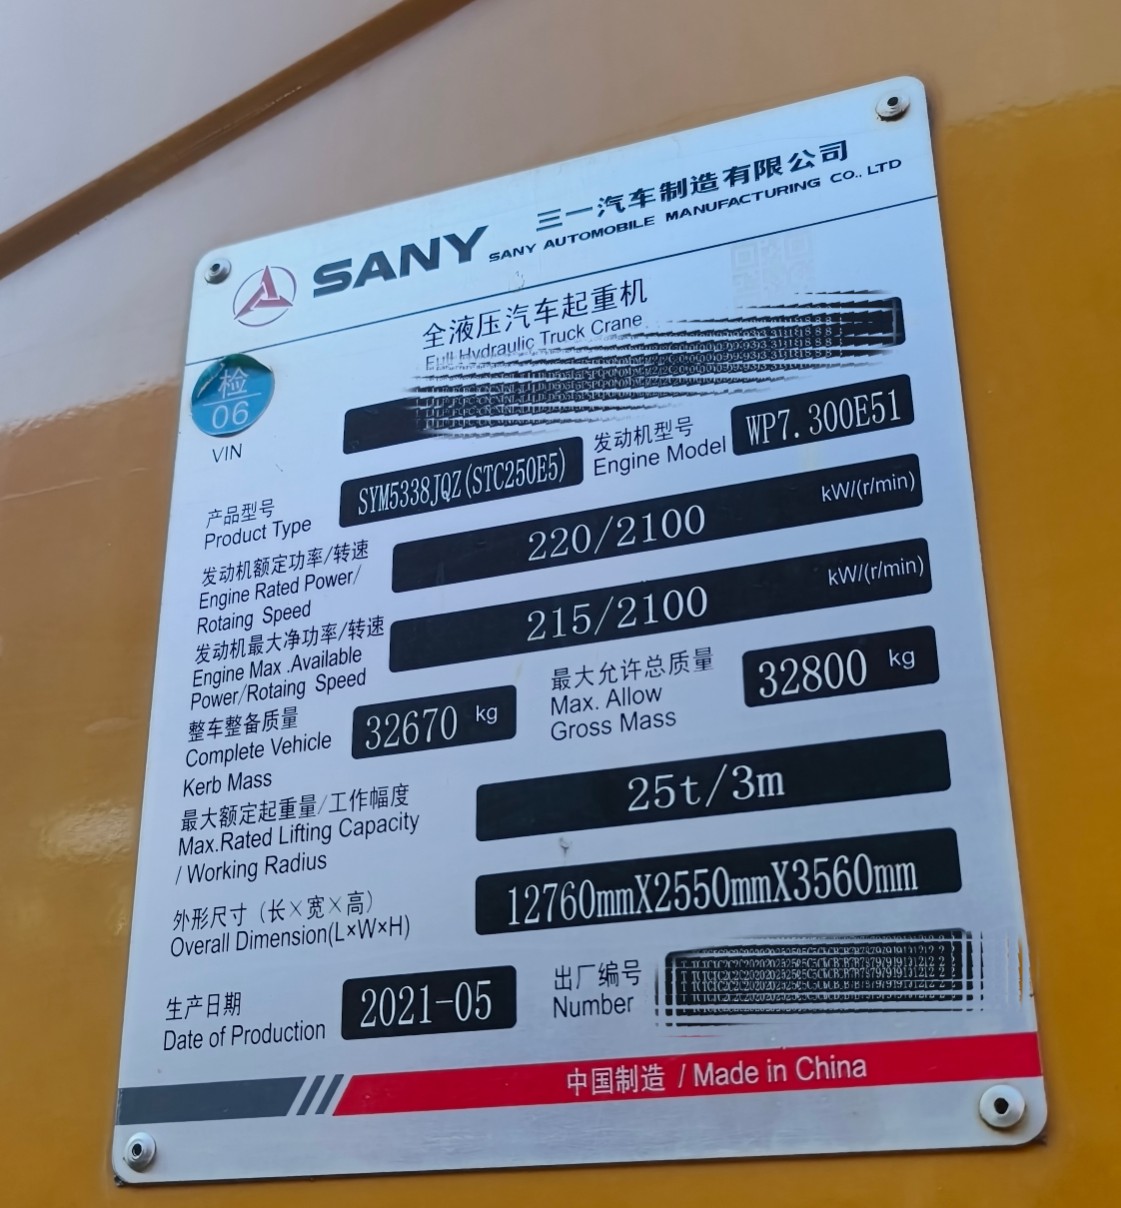 SANY
三一汽车制造有限公司
SANY AUTOMOBILE MANUFACTURING CO., LTD
全液压汽车起重机
Full Hydraulic Truck Crane
检
06
VIN
产品型号
Product Type
SYM5338JQZ(STC250E5)
发动机型号
Engine Model
WP7.300E51
发动机额定功率/转速
Engine Rated Power/
Rotaing Speed
220/2100 kW/(r/min)
发动机最大净功率/转速
Engine Max .Available
Power/Rotaing Speed
215/2100 kW/(r/min)
整车整备质量
Complete Vehicle
Kerb Mass
32670 kg
最大允许总质量
Max. Allow
Gross Mass
32800 kg
最大额定起重量/工作幅度
Max.Rated Lifting Capacity
/ Working Radius
25t/3m
外形尺寸（长×宽×高）
Overall Dimension(L×W×H)
12760mmX2550mmX3560mm
生产日期
Date of Production
2021-05
出厂编号
Number
中国制造 / Made in China